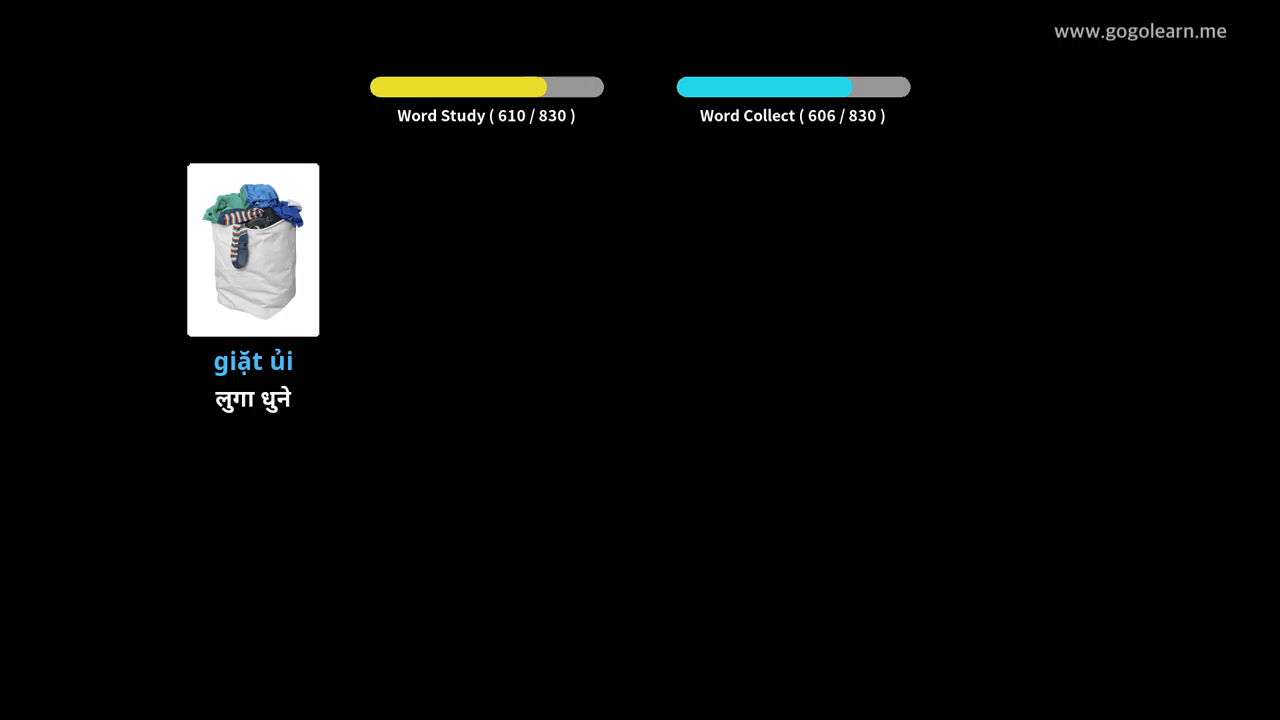 www.gogolearn.me
Word Study ( 610 / 830 )
Word Collect ( 606 / 830 )
giặt ủi
लुगा धुने